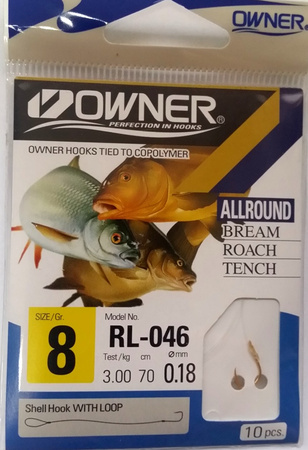 OWNER
OWNER®
PERFECTION IN HOOKS
OWNER HOOKS TIED TO COPOLYMER
ALLROUND
BREAM
ROACH
TENCH
SIZE/Gr.
8
Model No.
RL-046
Test/kg cm ømm
3.00 70 0.18
Shell Hook WITH LOOP
10 pcs.